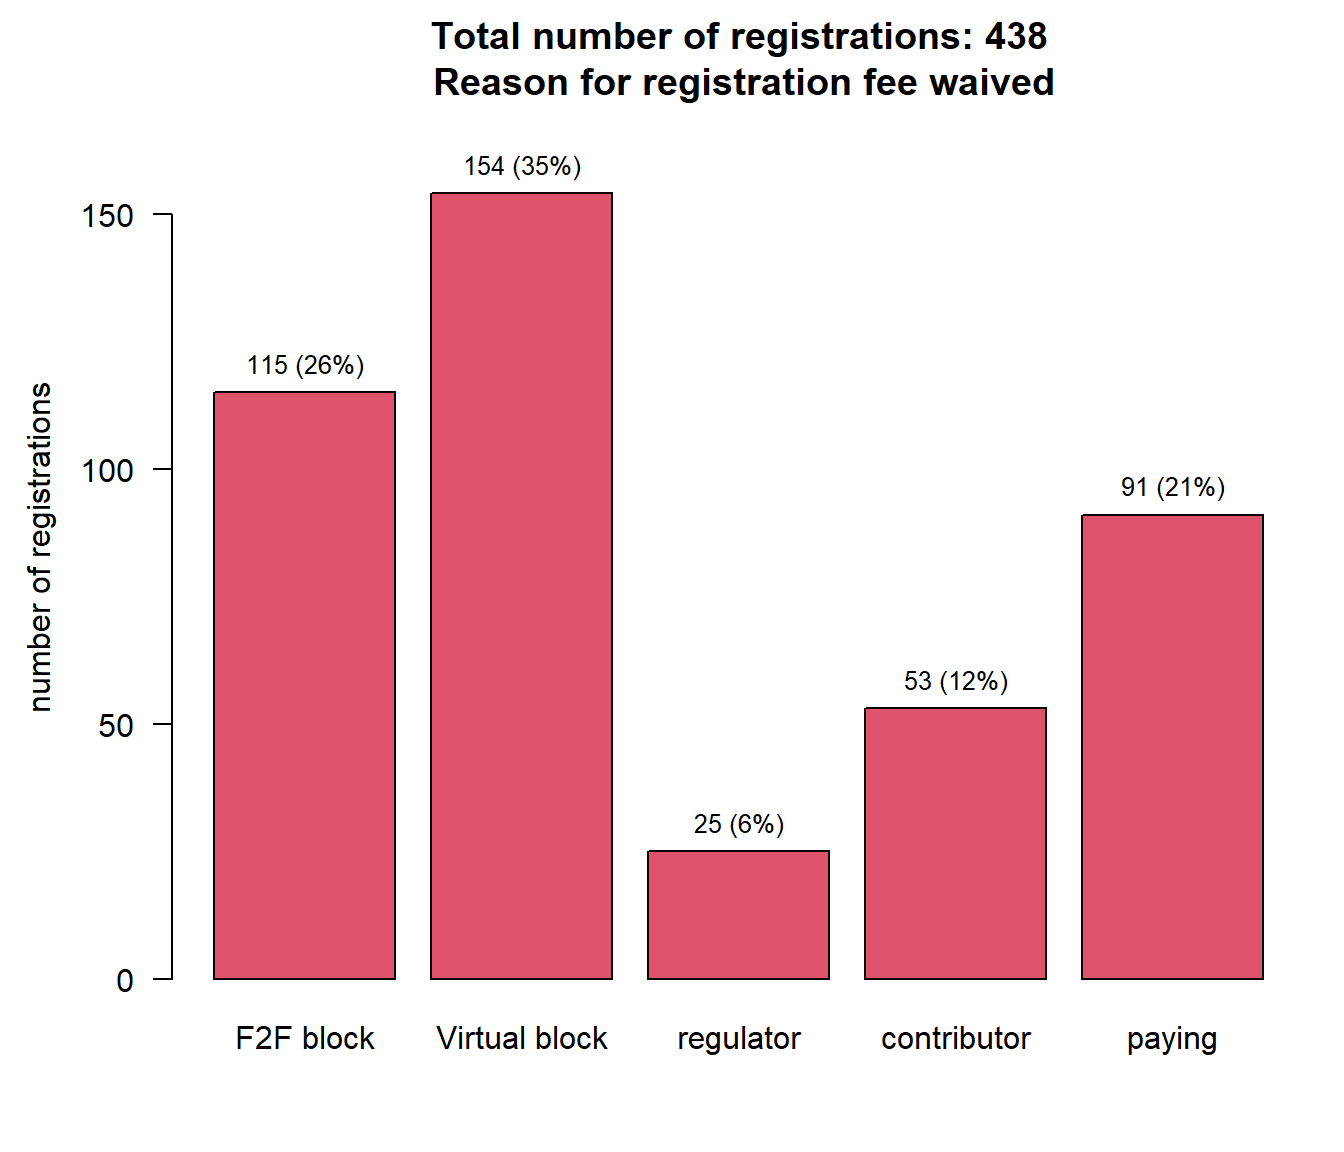 Total number of registrations: 438
Reason for registration fee waived
154 (35%)
150
115 (26%)
100
91 (21%)
number of registrations
53 (12%)
50
25 (6%)
0
F2F block
Virtual block
regulator
contributor
paying